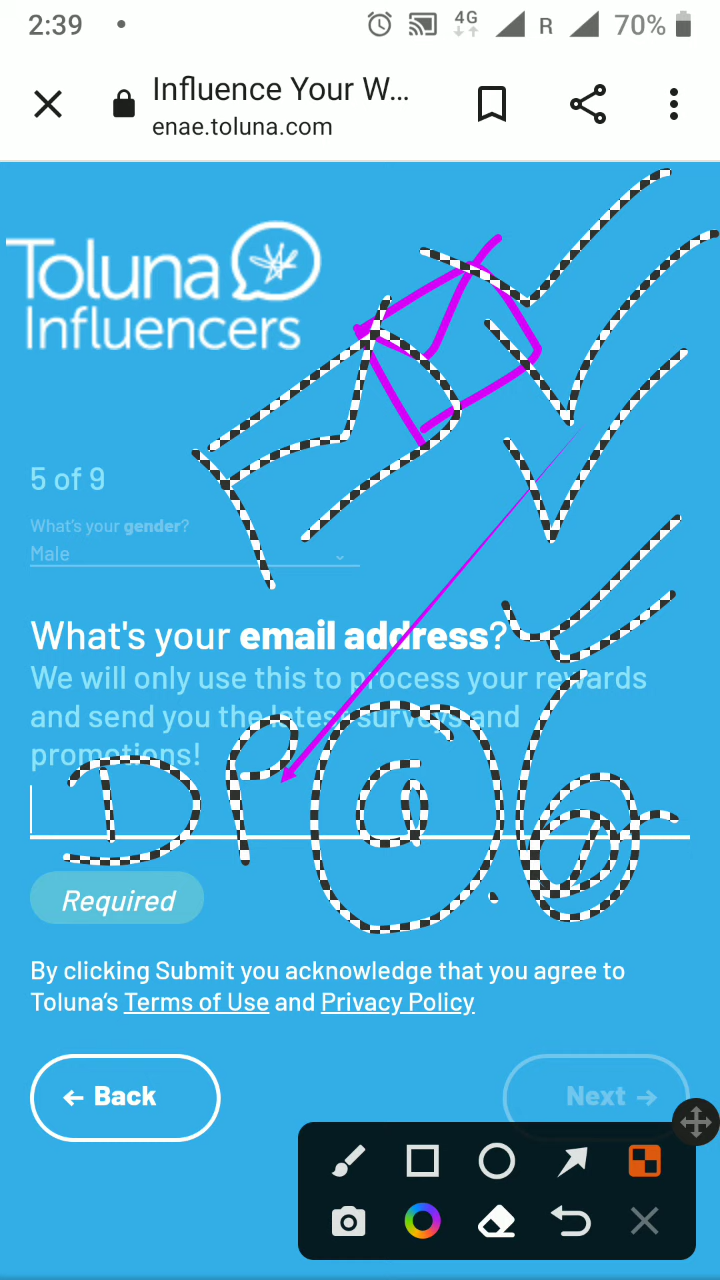 2:39
4G
R
70%
Influence Your W...
enae.toluna.com
Toluna
Influencers
5 of 9
What's your gender?
Male
What's your email address?
We will only use this to process your rewards
and send you the latest surveys and
promotions!
DP@.
Required
By clicking Submit you acknowledge that you agree to
Toluna's Terms of Use and Privacy Policy
← Back
Next →